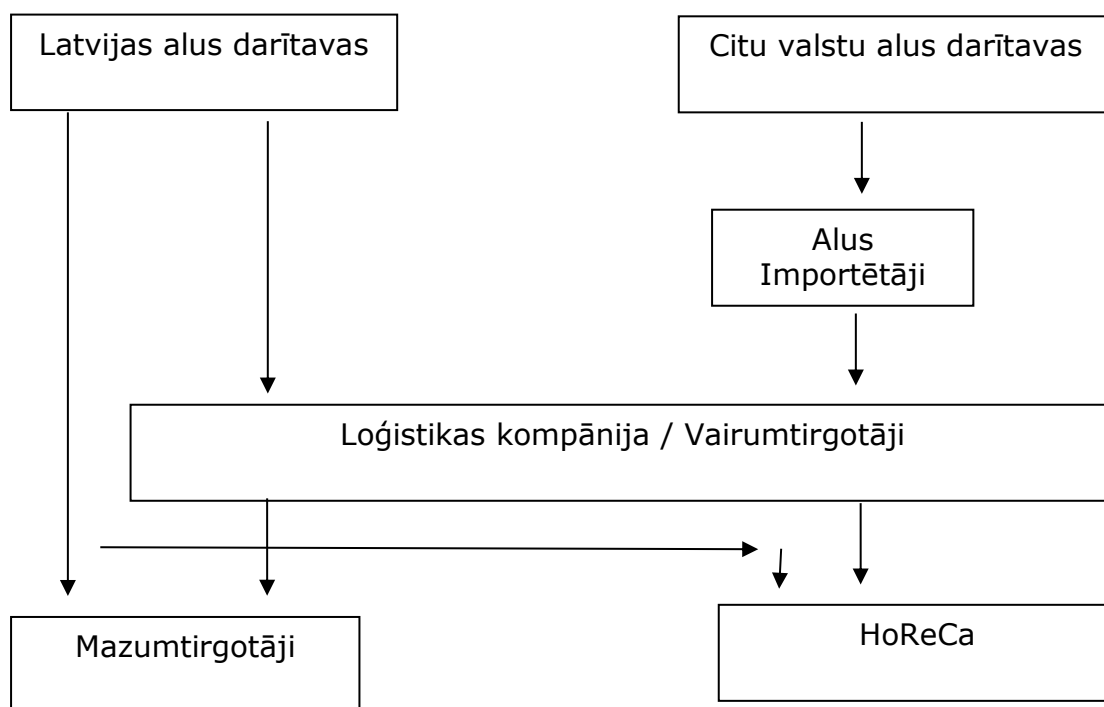 Latvijas alus darītavas
Citu valstu alus darītavas
Alus
Importētāji
Loģistikas kompānija / Vairumtirgotāji
Mazumtirgotāji
HoReCa